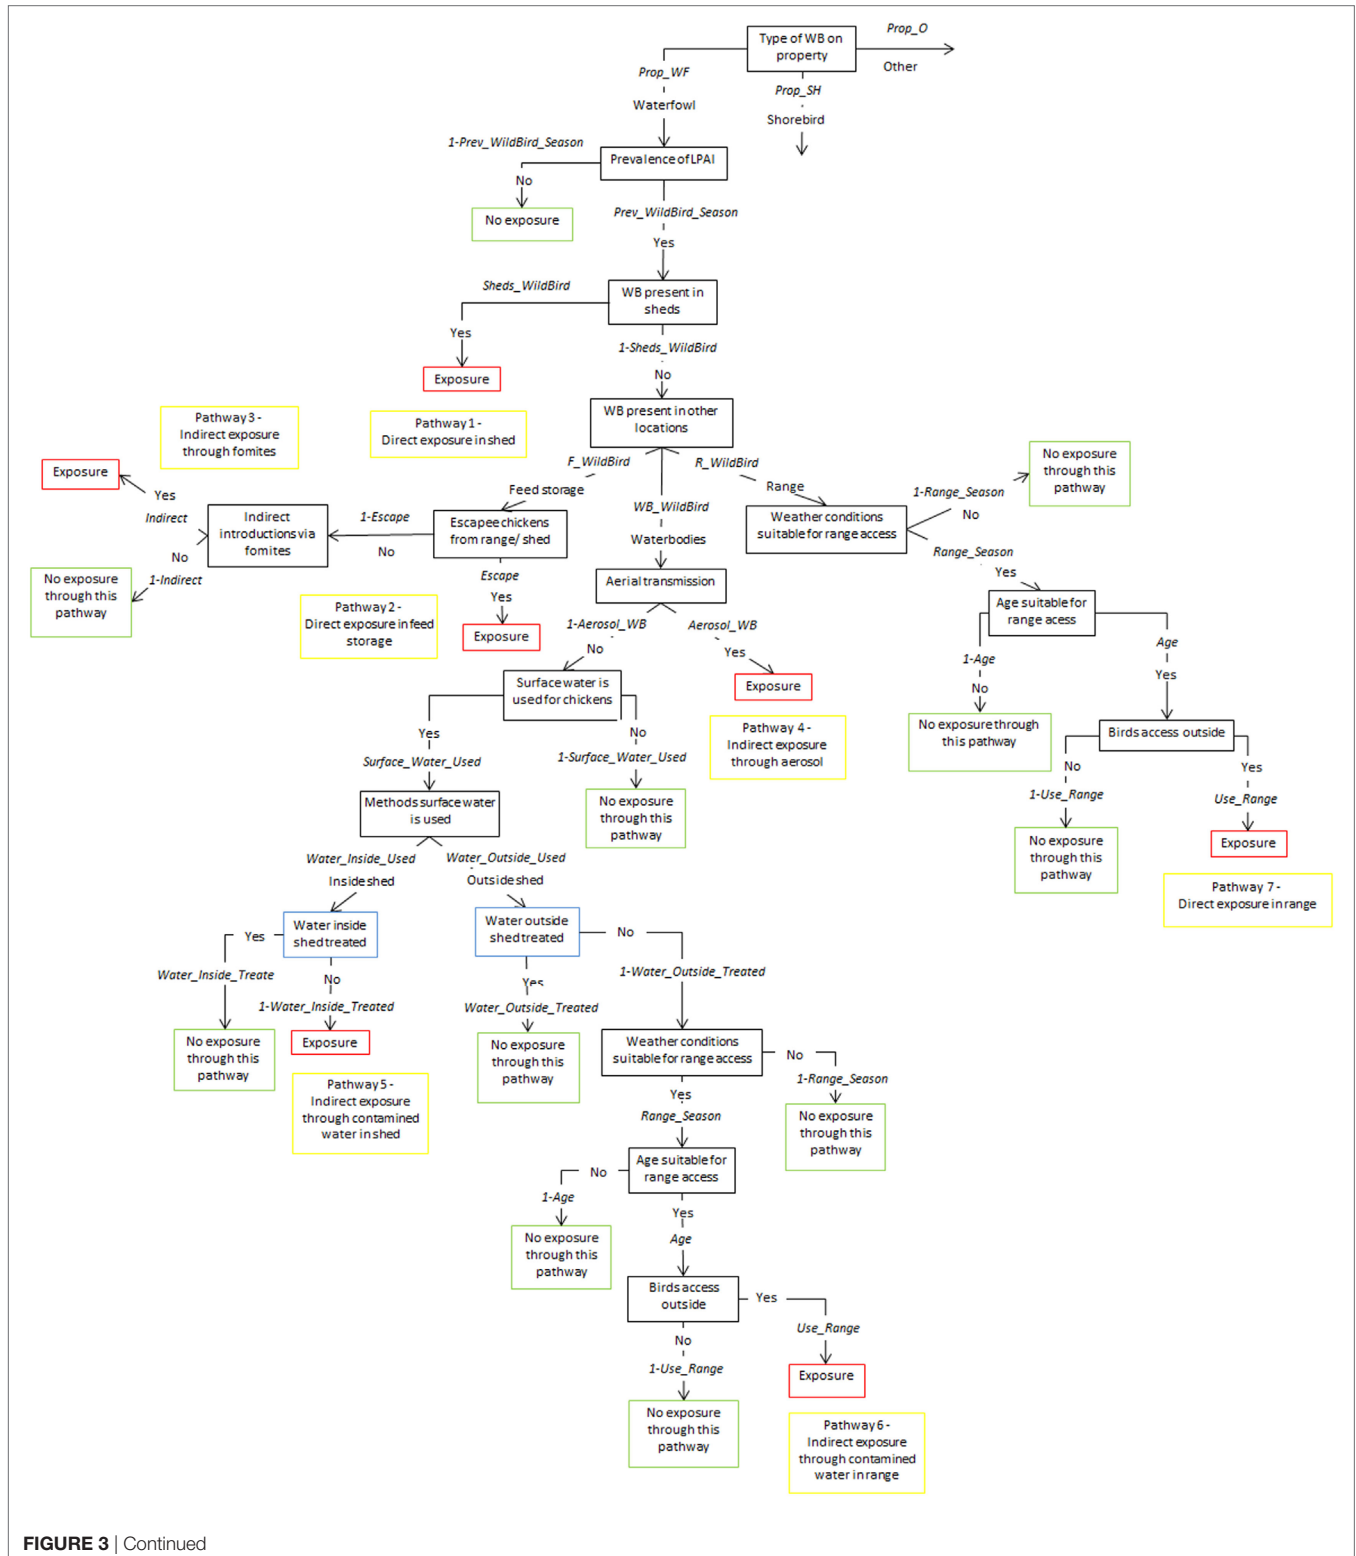 Type of WB on
property
Prop_O
Other
Prop_WF
Waterfowl
Prop_SH
Shorebird
1-Prev_WildBird_Season
No
Prevalence of LPAI
No exposure
Prev_WildBird_Season
Yes
Sheds_WildBird
Yes
WB present in
sheds
Exposure
1-Sheds_WildBird
No
Pathway 1 -
Direct exposure in shed
WB present in other
locations
Pathway 3 -
Indirect exposure
through fomites
F_WildBird
Feed storage
WB_WildBird
Waterbodies
R_WildBird
Range
Exposure
Yes
Indirect
Indirect
introductions via
fomites
No
1-Indirect
No exposure
through this
pathway
1-Escape
No
Escapee chickens
from range/ shed
Escape
Yes
Exposure
Pathway 2 -
Direct exposure in feed
storage
Weather conditions
suitable for range access
1-Range_Season
No
No exposure
through this
pathway
Range_Season
Yes
Age suitable for
range acess
1-Age
No
No exposure through
this pathway
Age
Yes
Birds access outside
No
1-Use_Range
No exposure
through this
pathway
Yes
Use_Range
Exposure
Pathway 7 -
Direct exposure in range
Aerial transmission
1-Aerosol_WB
No
Aerosol_WB
Yes
Exposure
Pathway 4 -
Indirect exposure
through aerosol
Surface water is
used for chickens
Yes
Surface_Water_Used
No
1-Surface_Water_Used
No exposure
through this
pathway
Methods surface water
is used
Water_Inside_Used
Inside shed
Water_Outside_Used
Outside shed
Water inside
shed treated
Yes
Water_Inside_Treate
No exposure
through this
pathway
No
1-Water_Inside_Treated)
Exposure
Pathway 5 -
Indirect exposure
through contamined
water in shed
Water outside
shed treated
Yes
Water_Outside_Treated)
No exposure
through this
pathway
No
1-Water_Outside_Treated)
Weather conditions
suitable for range access
No
1-Range_Season
No exposure
through this
pathway
Yes
Range_Season
Age suitable for
range access
No
1-Age
No exposure
through this
pathway
Yes
Age
Birds access
outside
Yes
Use_Range
Exposure
No
1-Use_Range
No exposure
through this
pathway
Pathway 6 -
Indirect exposure
through contamined
water in range
FIGURE 3 | Continued